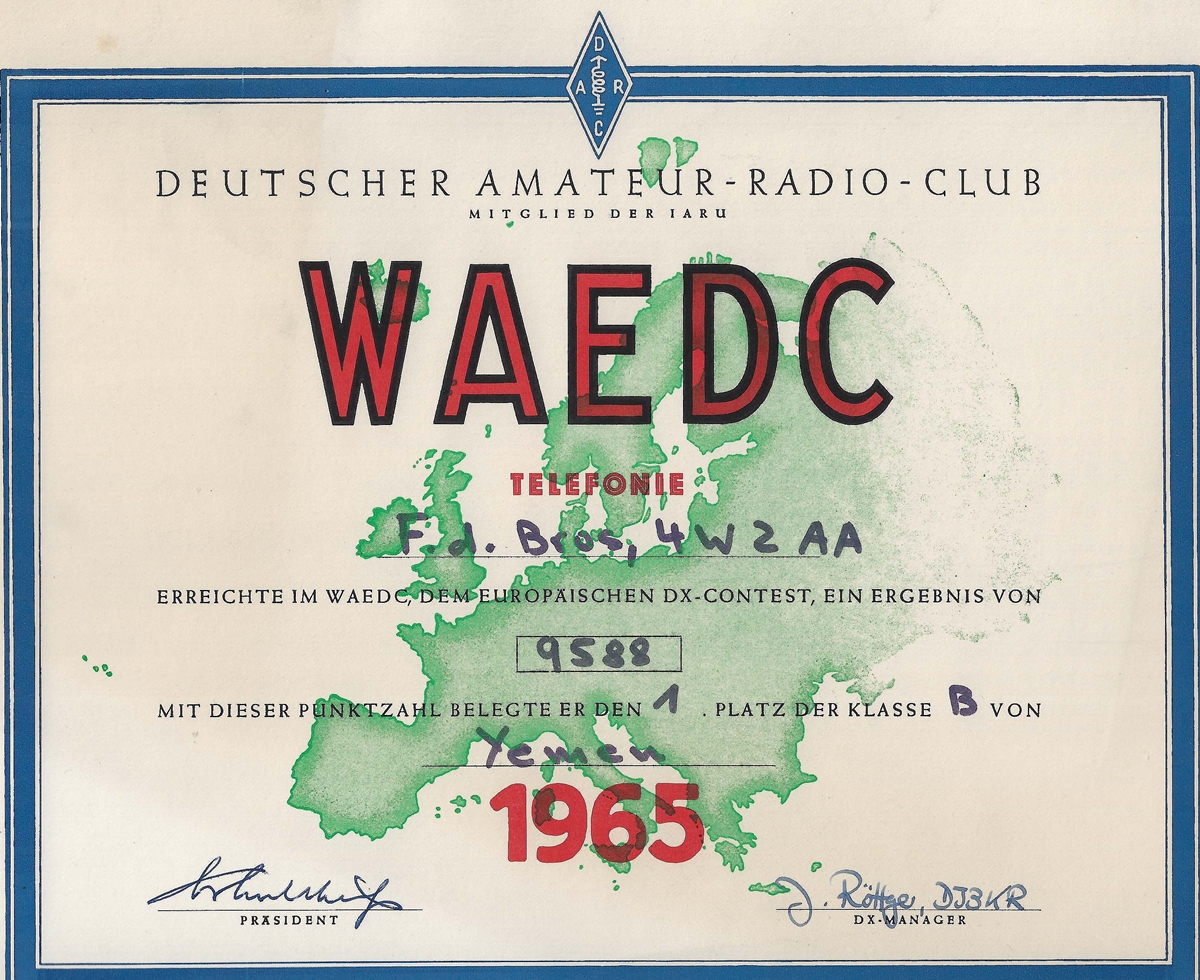 D
A R
C
DEUTSCHER AMATEUR-RADIO-CLUB
MITGLIED DER IARU
WAEDC
TELEFONIE
F. d. Bros, 4W2AA
ERREICHTE IM WAEDC, DEM EUROPÄISCHEN DX-CONTEST, EIN ERGEBNIS VON
9588
MIT DIESER PUNKTZAHL BELEGTE ER DEN 1. PLATZ DER KLASSE B VON
Yemen
1965
J. Röttge, DJ3KR
PRÄSIDENT DX-MANAGER